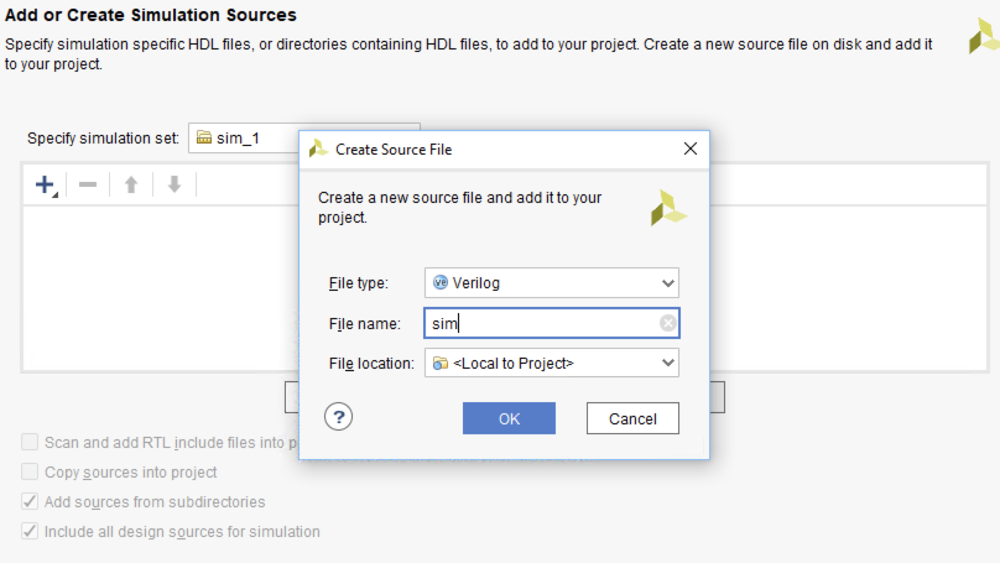 Add or Create Simulation Sources
Specify simulation specific HDL files, or directories containing HDL files, to add to your project. Create a new source file on disk and add it
to your project.
Specify simulation set: sim_1
Create Source File
Create a new source file and add it to your
project.
File type: Verilog
File name: sim
File location: <Local to Project>
? OK Cancel
Scan and add RTL include files into p
Copy sources into project
Add sources from subdirectories
Include all design sources for simulation